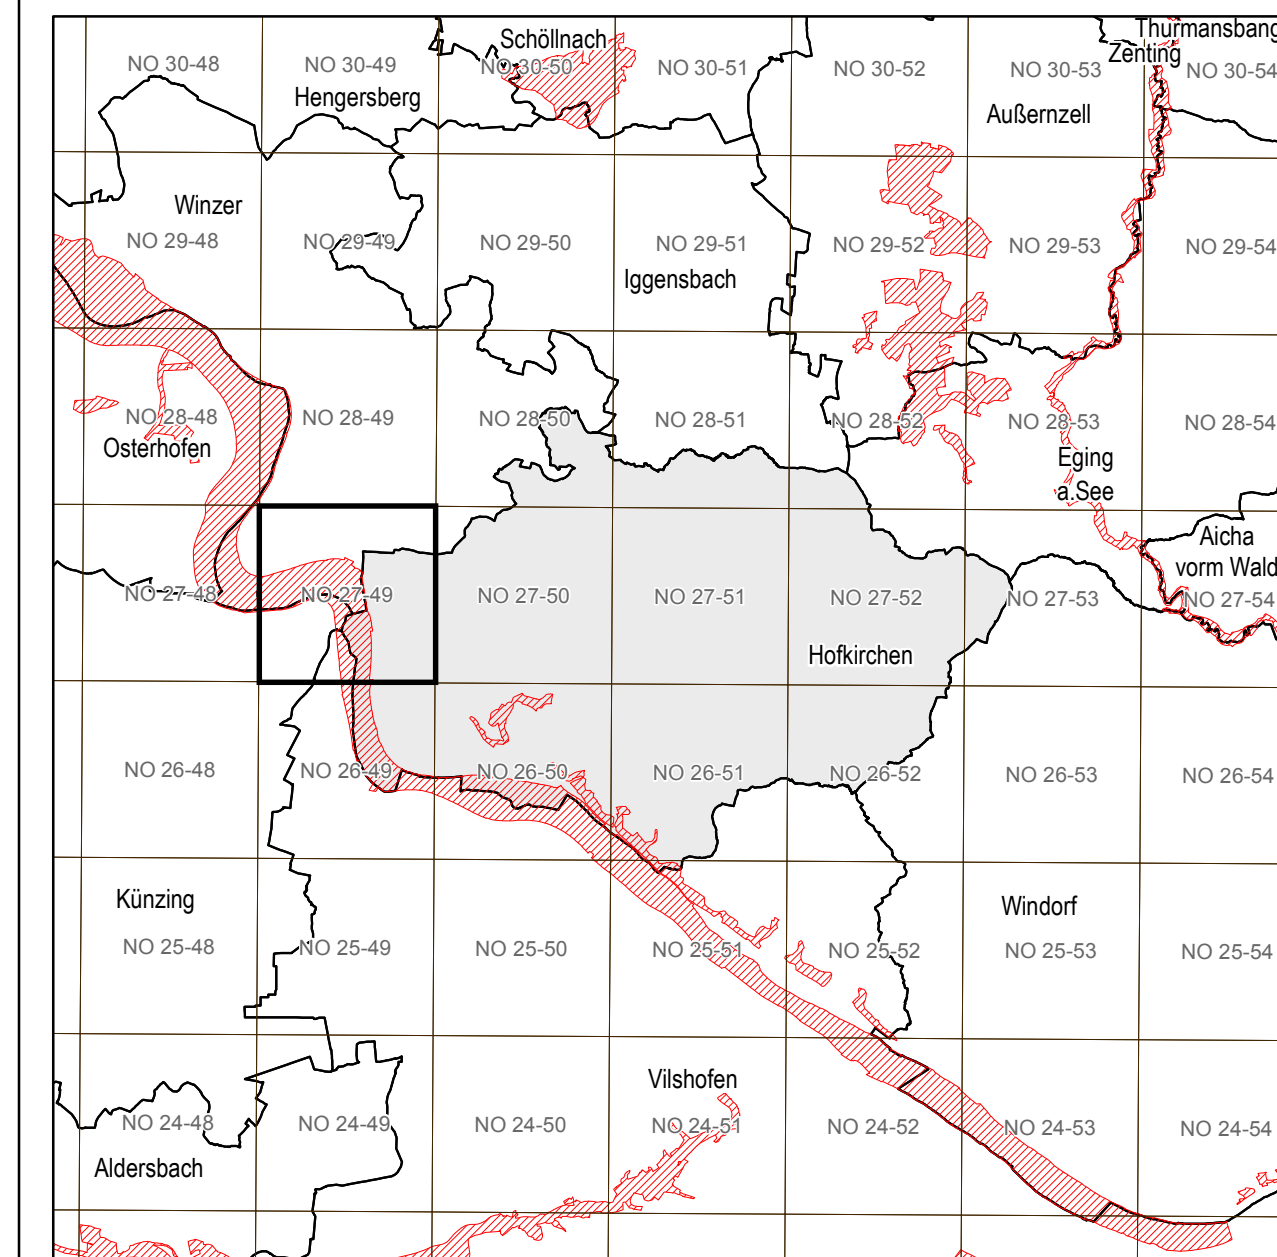 Thurmansbang
Schöllnach
Zenting
NO 30-48
NO 30-49
NO 30-50
NO 30-51
NO 30-52
NO 30-53
NO 30-54
Hengersberg
Außernzell
Winzer
NO 29-48
NO 29-49
NO 29-50
NO 29-51
NO 29-52
NO 29-53
NO 29-54
Iggensbach
NO 28-48
NO 28-49
NO 28-50
NO 28-51
NO 28-52
NO 28-53
NO 28-54
Osterhofen
Eging
a.See
Aicha
vorm Wald
NO 27-48
NO 27-49
NO 27-50
NO 27-51
NO 27-52
NO 27-53
NO 27-54
Hofkirchen
NO 26-48
NO 26-49
NO 26-50
NO 26-51
NO 26-52
NO 26-53
NO 26-54
Künzing
Windorf
NO 25-48
NO 25-49
NO 25-50
NO 25-51
NO 25-52
NO 25-53
NO 25-54
Vilshofen
NO 24-48
NO 24-49
NO 24-50
NO 24-51
NO 24-52
NO 24-53
NO 24-54
Aldersbach